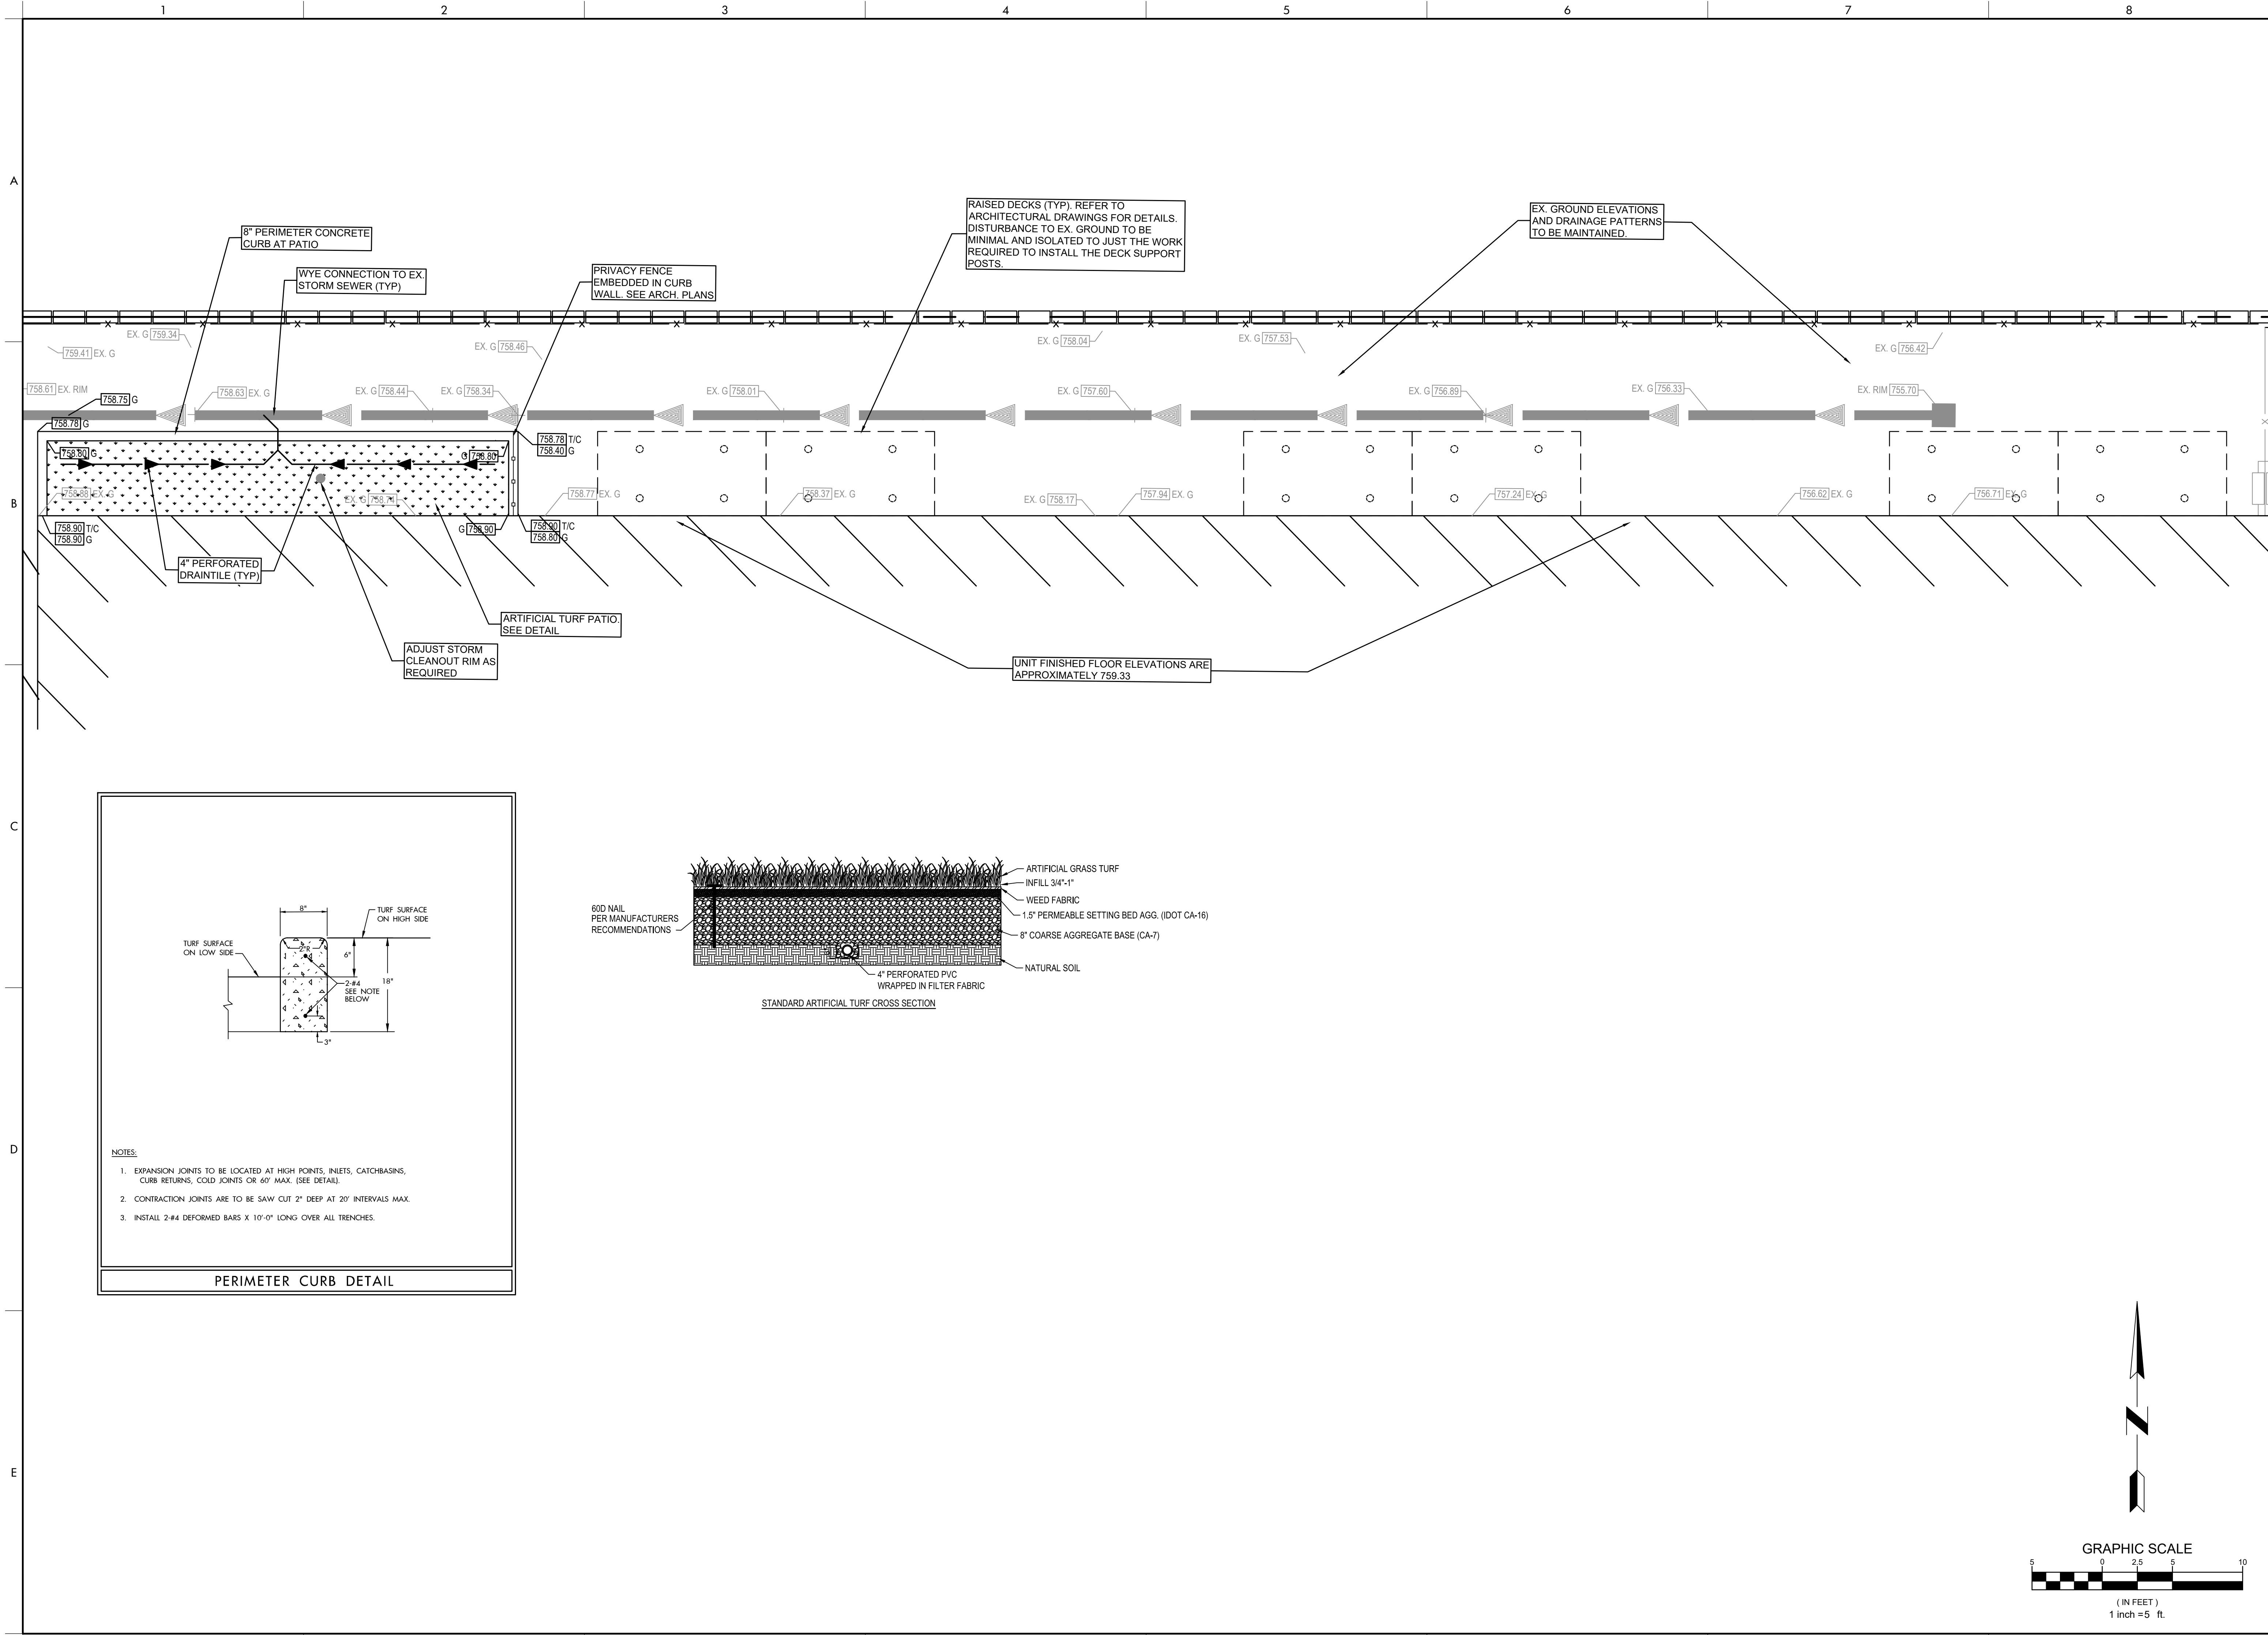 1 2 3 4 5 6 7 8
A
B
C
D
E
8" PERIMETER CONCRETE
CURB AT PATIO
WYE CONNECTION TO EX.
STORM SEWER (TYP)
PRIVACY FENCE
EMBEDDED IN CURB
WALL. SEE ARCH. PLANS
RAISED DECKS (TYP). REFER TO
ARCHITECTURAL DRAWINGS FOR DETAILS.
DISTURBANCE TO EX. GROUND TO BE
MINIMAL AND ISOLATED TO JUST THE WORK
REQUIRED TO INSTALL THE DECK SUPPORT
POSTS.
EX. GROUND ELEVATIONS
AND DRAINAGE PATTERNS
TO BE MAINTAINED.
EX. G 759.34
759.41 EX. G
EX. G 758.46
EX. G 758.04
EX. G 757.53
EX. G 756.42
758.61 EX. RIM
758.75 G
758.63 EX. G
EX. G 758.44
EX. G 758.34
EX. G 758.01
EX. G 757.60
EX. G 756.89
EX. G 756.33
EX. RIM 755.70
758.78 G
758.80 G
G 758.80
758.78 T/C
758.40 G
758.88 EX. G
EX. G 758.74
758.77 EX. G
758.37 EX. G
EX. G 758.17
757.94 EX. G
757.24 EX. G
756.62 EX. G
756.71 EX. G
758.90 T/C
758.90 G
G 758.90
758.90 T/C
758.80 G
4" PERFORATED
DRAINTILE (TYP)
ARTIFICIAL TURF PATIO.
SEE DETAIL
ADJUST STORM
CLEANOUT RIM AS
REQUIRED
UNIT FINISHED FLOOR ELEVATIONS ARE
APPROXIMATELY 759.33
8"
TURF SURFACE
ON HIGH SIDE
TURF SURFACE
ON LOW SIDE
2"R
6"
18"
2-#4
SEE NOTE
BELOW
3"
NOTES:
1. EXPANSION JOINTS TO BE LOCATED AT HIGH POINTS, INLETS, CATCHBASINS,
CURB RETURNS, COLD JOINTS OR 60' MAX. (SEE DETAIL).
2. CONTRACTION JOINTS ARE TO BE SAW CUT 2" DEEP AT 20' INTERVALS MAX.
3. INSTALL 2-#4 DEFORMED BARS X 10'-0" LONG OVER ALL TRENCHES.
PERIMETER CURB DETAIL
60D NAIL
PER MANUFACTURERS
RECOMMENDATIONS
ARTIFICIAL GRASS TURF
INFILL 3/4"-1"
WEED FABRIC
1.5" PERMEABLE SETTING BED AGG. (IDOT CA-16)
8" COARSE AGGREGATE BASE (CA-7)
NATURAL SOIL
4" PERFORATED PVC
WRAPPED IN FILTER FABRIC
STANDARD ARTIFICIAL TURF CROSS SECTION
N
GRAPHIC SCALE
5 0 2.5 5 10
( IN FEET )
1 inch = 5 ft.